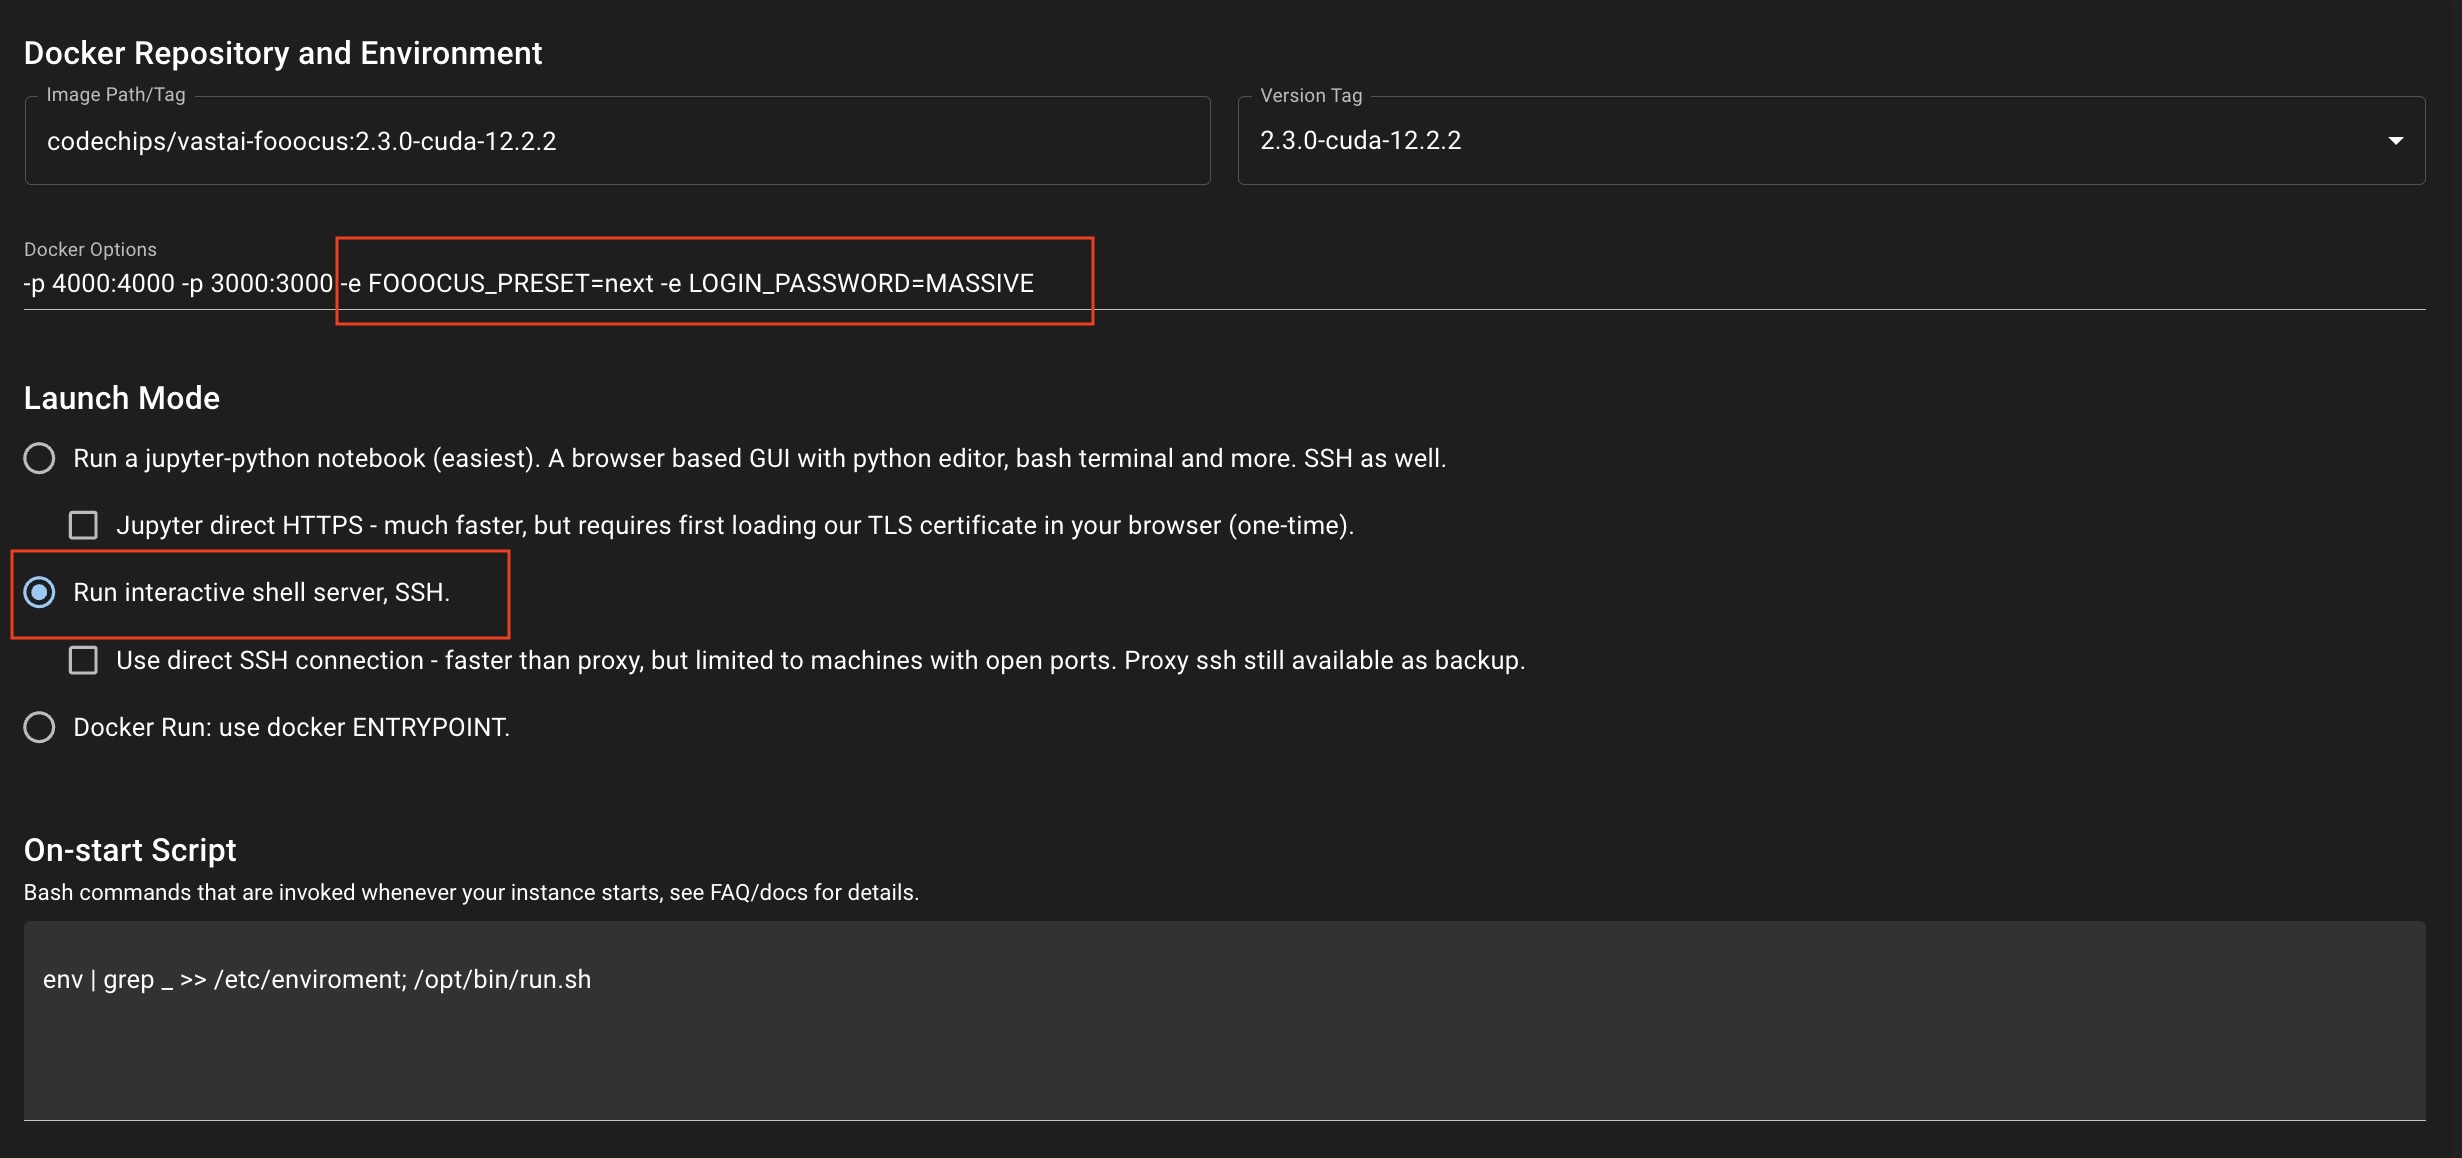 Docker Repository and Environment
Image Path/Tag
codechips/vastai-fooocus:2.3.0-cuda-12.2.2
Version Tag
2.3.0-cuda-12.2.2
Docker Options
-p 4000:4000 -p 3000:3000 -e FOOOCUS_PRESET=next -e LOGIN_PASSWORD=MASSIVE
Launch Mode
Run a jupyter-python notebook (easiest). A browser based GUI with python editor, bash terminal and more. SSH as well.
Jupyter direct HTTPS - much faster, but requires first loading our TLS certificate in your browser (one-time).
Run interactive shell server, SSH.
Use direct SSH connection - faster than proxy, but limited to machines with open ports. Proxy ssh still available as backup.
Docker Run: use docker ENTRYPOINT.
On-start Script
Bash commands that are invoked whenever your instance starts, see FAQ/docs for details.
env | grep _ >> /etc/enviroment; /opt/bin/run.sh